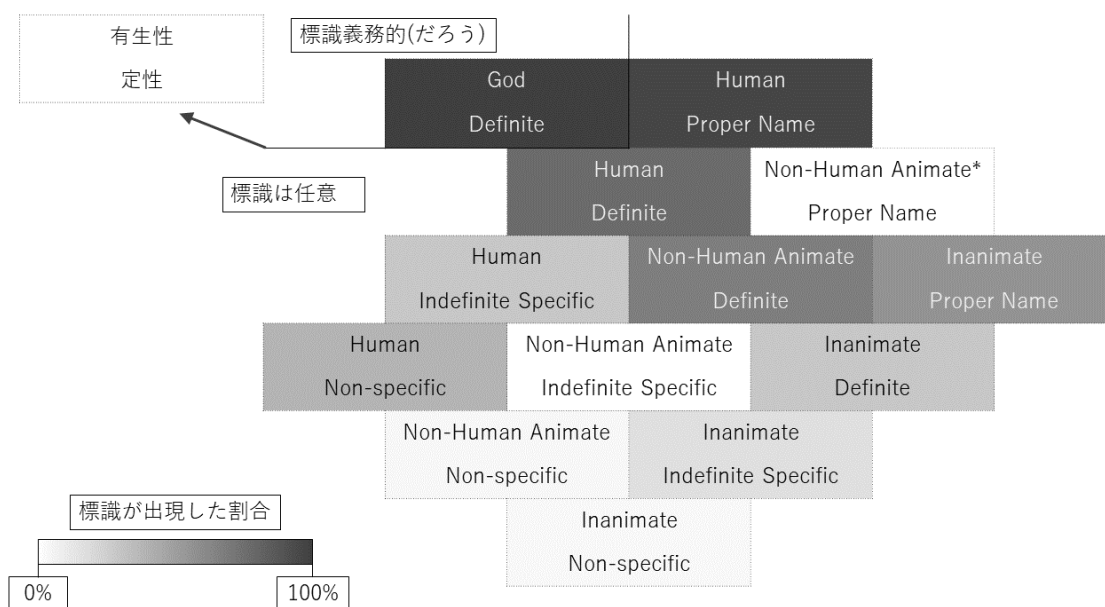 有生性
定性
標識義務的(だろう)
God
Definite
Human
Proper Name
標識は任意
Human
Definite
Non-Human Animate*
Proper Name
Human
Indefinite Specific
Non-Human Animate
Definite
Inanimate
Proper Name
Human
Non-specific
Non-Human Animate
Indefinite Specific
Inanimate
Definite
Non-Human Animate
Non-specific
Inanimate
Indefinite Specific
標識が出現した割合
0%
100%
Inanimate
Non-specific